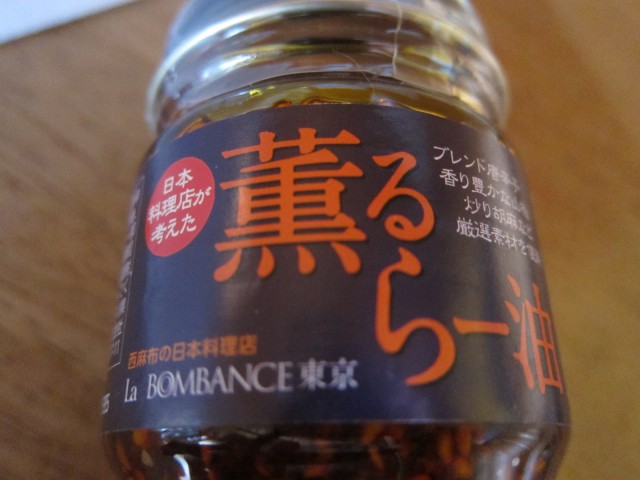 日本
料理店が
考えた
薫る
らー油
ブレンド唐辛子
香り豊かな
炒り胡麻
厳選素材を
西麻布の日本料理店
La BOMBANCE 東京